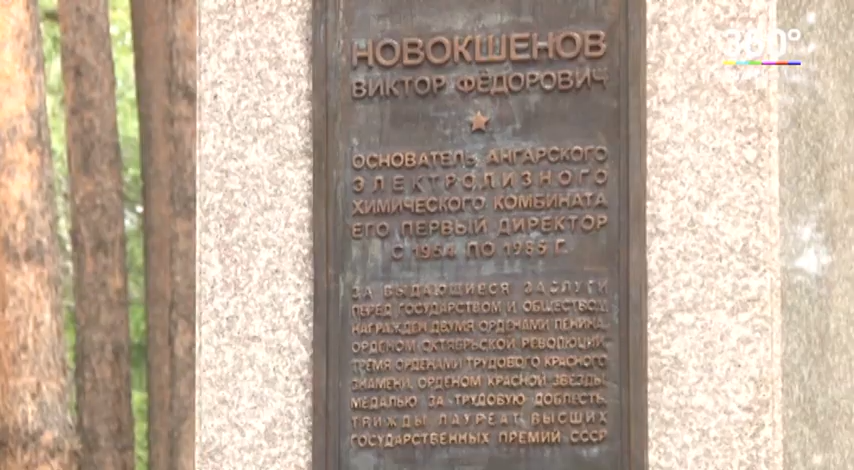 360°
НОВОКШЕНОВ
ВИКТОР ФЁДОРОВИЧ
ОСНОВАТЕЛЬ АНГАРСКОГО
ЭЛЕКТРОЛИЗНОГО
ХИМИЧЕСКОГО КОМБИНАТА
ЕГО ПЕРВЫЙ ДИРЕКТОР
С 1954 ПО 1985 Г.
ЗА ВЫДАЮЩИЕСЯ ЗАСЛУГИ
ПЕРЕД ГОСУДАРСТВОМ И ОБЩЕСТВОМ
НАГРАЖДЕН ДВУМЯ ОРДЕНАМИ ЛЕНИНА,
ОРДЕНОМ ОКТЯБРЬСКОЙ РЕВОЛЮЦИИ,
ТРЕМЯ ОРДЕНАМИ ТРУДОВОГО КРАСНОГО
ЗНАМЕНИ, ОРДЕНОМ КРАСНОЙ ЗВЕЗДЫ,
МЕДАЛЬЮ ЗА ТРУДОВУЮ ДОБЛЕСТЬ,
ТРИЖДЫ ЛАУРЕАТ ВЫСШИХ
ГОСУДАРСТВЕННЫХ ПРЕМИЙ СССР